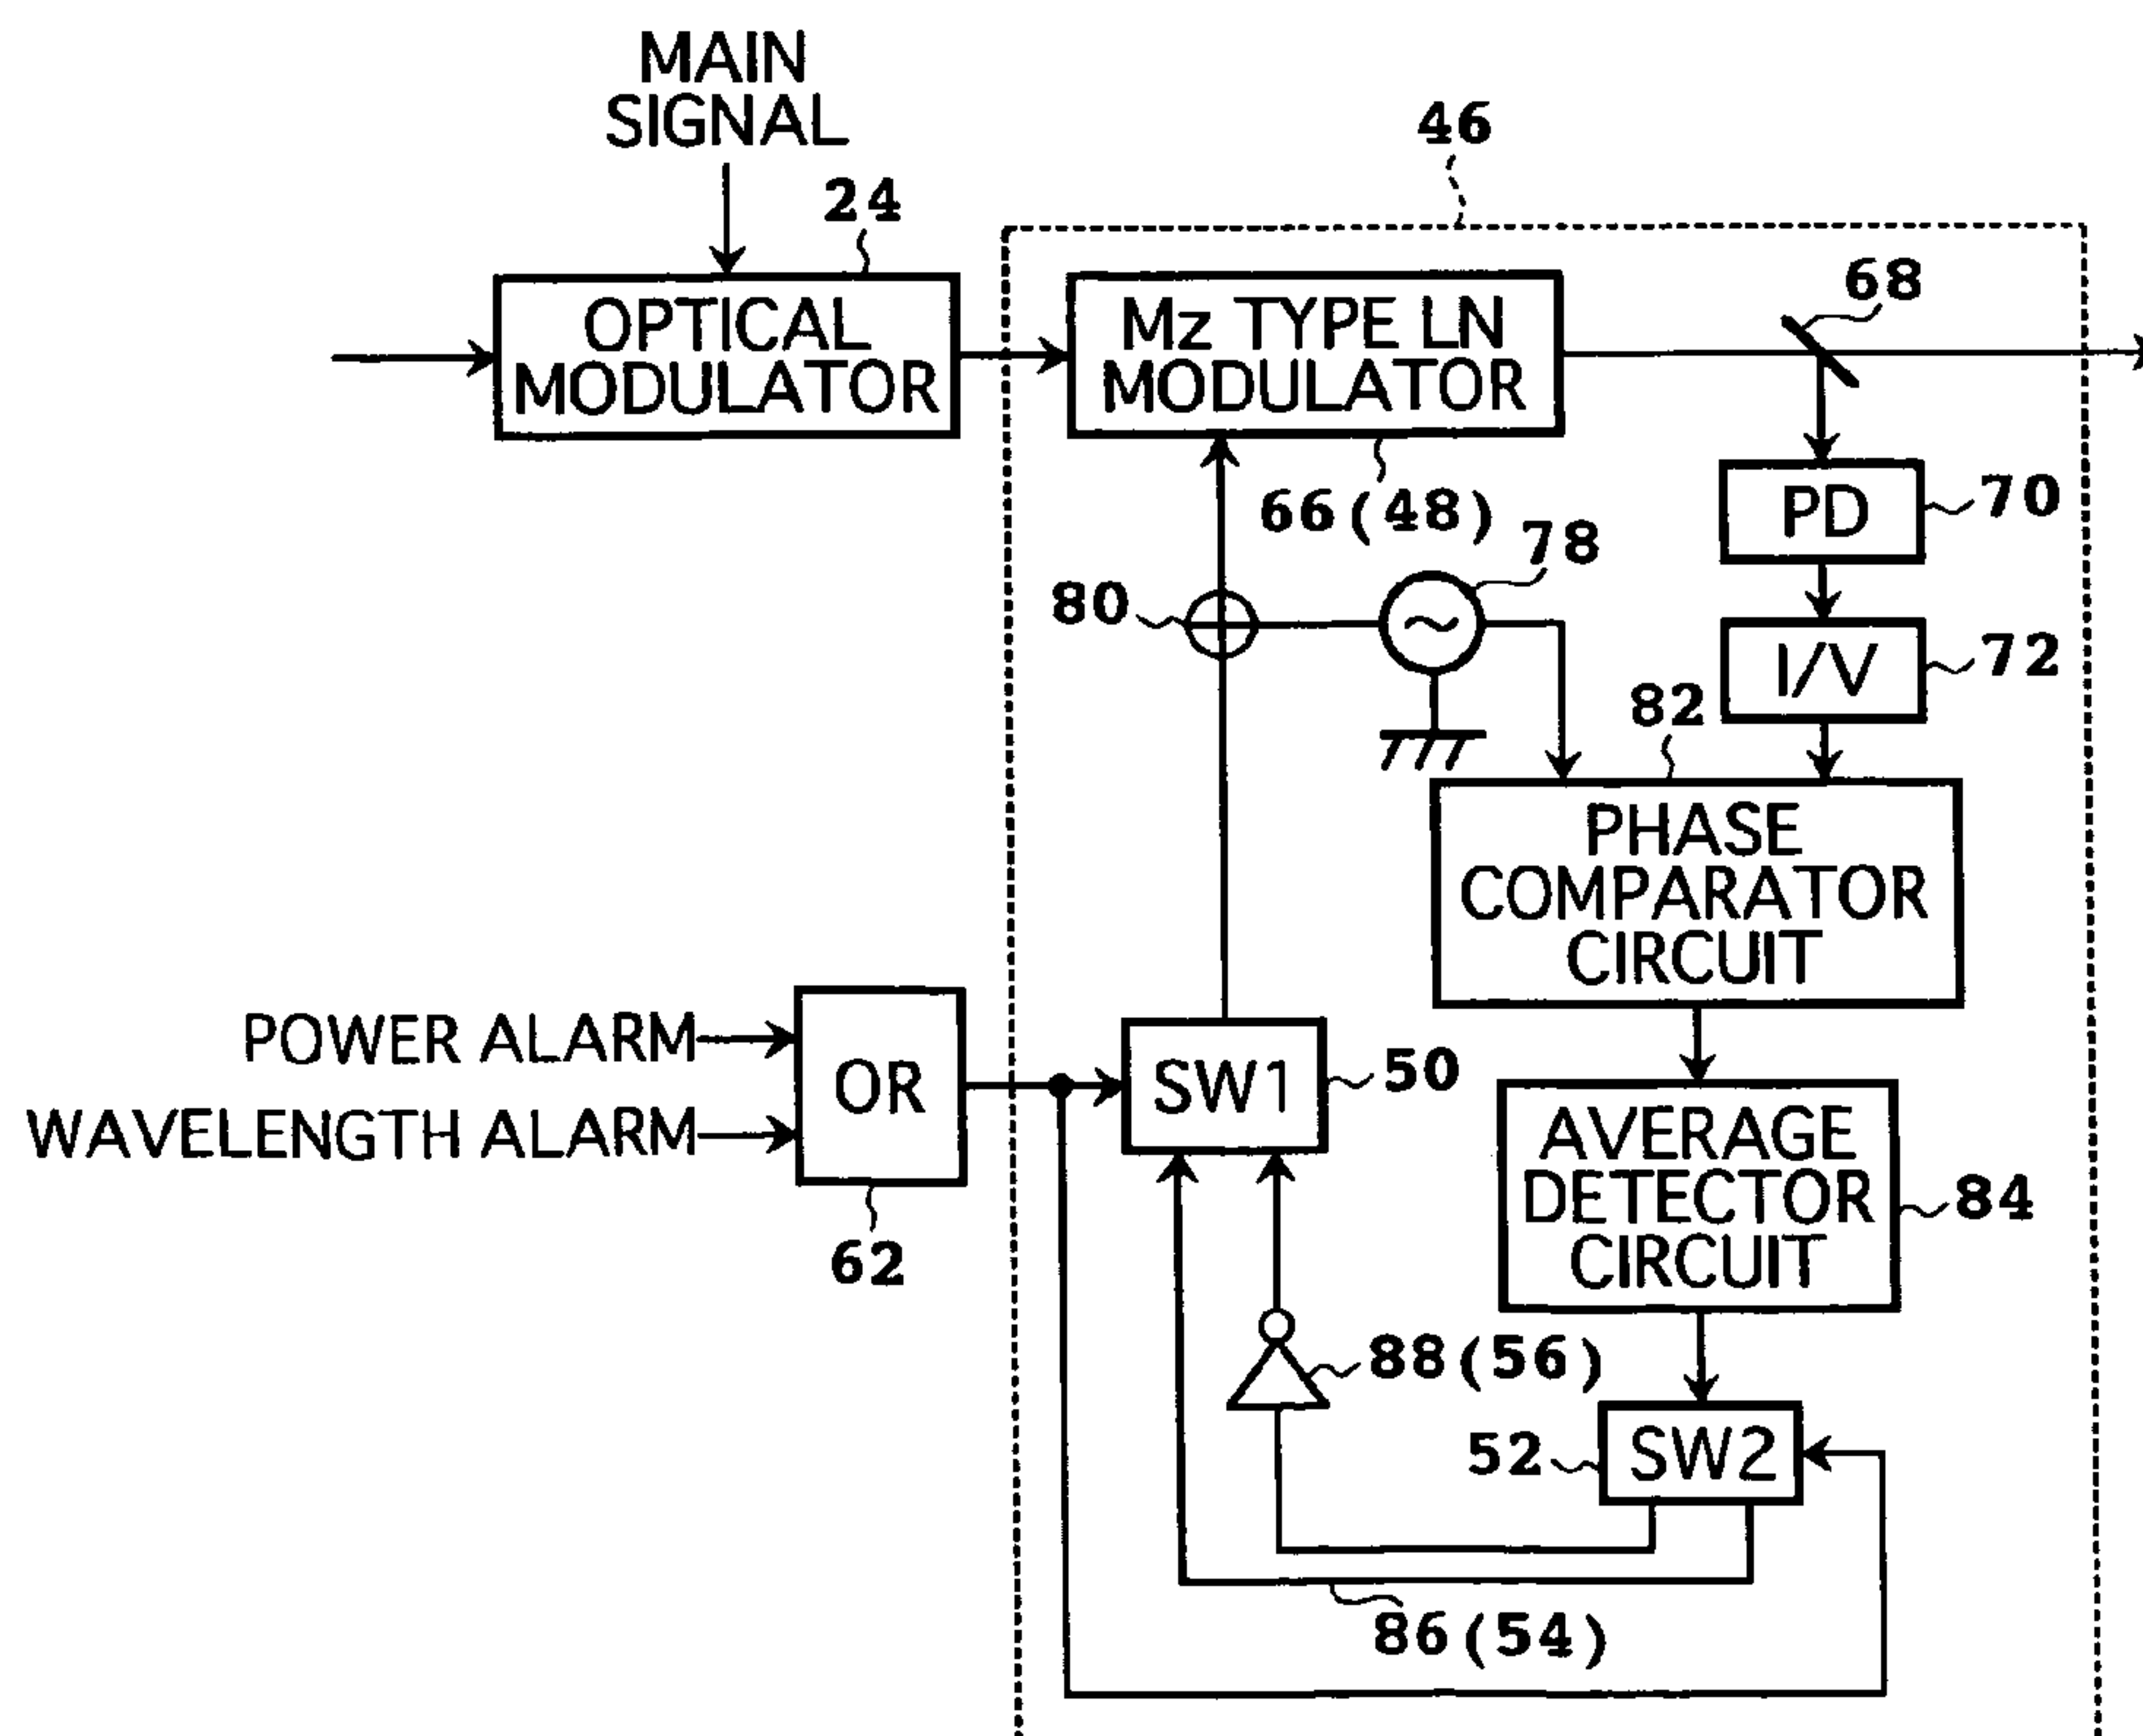 MAIN
SIGNAL
46
24
68
OPTICAL
MODULATOR
Mz TYPE LN
MODULATOR
66(48)
PD
70
78
80
I/V
72
82
PHASE
COMPARATOR
CIRCUIT
POWER ALARM
WAVELENGTH ALARM
OR
62
SW1
50
AVERAGE
DETECTOR
CIRCUIT
84
88(56)
52
SW2
86(54)